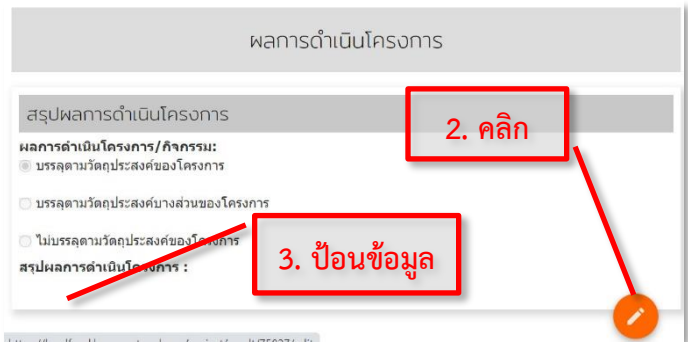 ผลการดำเนินโครงการ
สรุปผลการดำเนินโครงการ
2. คลิก
ผลการดำเนินโครงการ/กิจกรรม:
บรรลุตามวัตถุประสงค์ของโครงการ
บรรลุตามวัตถุประสงค์บางส่วนของโครงการ
ไม่บรรลุตามวัตถุประสงค์ของโครงการ
3. ป้อนข้อมูล
สรุปผลการดำเนินโครงการ :